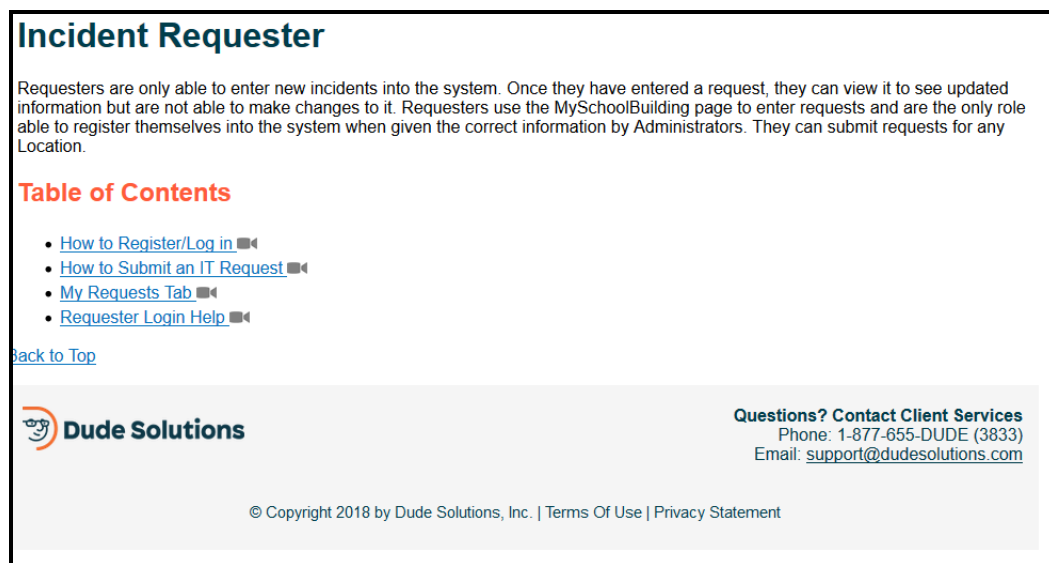 Incident Requester
Requesters are only able to enter new incidents into the system. Once they have entered a request, they can view it to see updated
information but are not able to make changes to it. Requesters use the MySchoolBuilding page to enter requests and are the only role
able to register themselves into the system when given the correct information by Administrators. They can submit requests for any
Location.
Table of Contents
• How to Register/Log in
• How to Submit an IT Request
• My Requests Tab
• Requester Login Help
Back to Top
Dude Solutions
Questions? Contact Client Services
Phone: 1-877-655-DUDE (3833)
Email: support@dudesolutions.com
© Copyright 2018 by Dude Solutions, Inc. | Terms Of Use | Privacy Statement